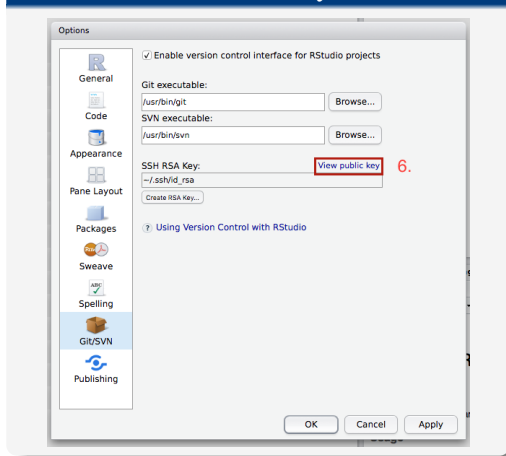 Options
Enable version control interface for RStudio projects
General
Git executable:
/usr/bin/git
Browse...
Code
SVN executable:
/usr/bin/svn
Browse...
Appearance
SSH RSA Key:
View public key
6.
~/.ssh/id_rsa
Pane Layout
Create RSA Key...
Packages
? Using Version Control with RStudio
Sweave
ABC
Spelling
Git/SVN
Publishing
OK
Cancel
Apply